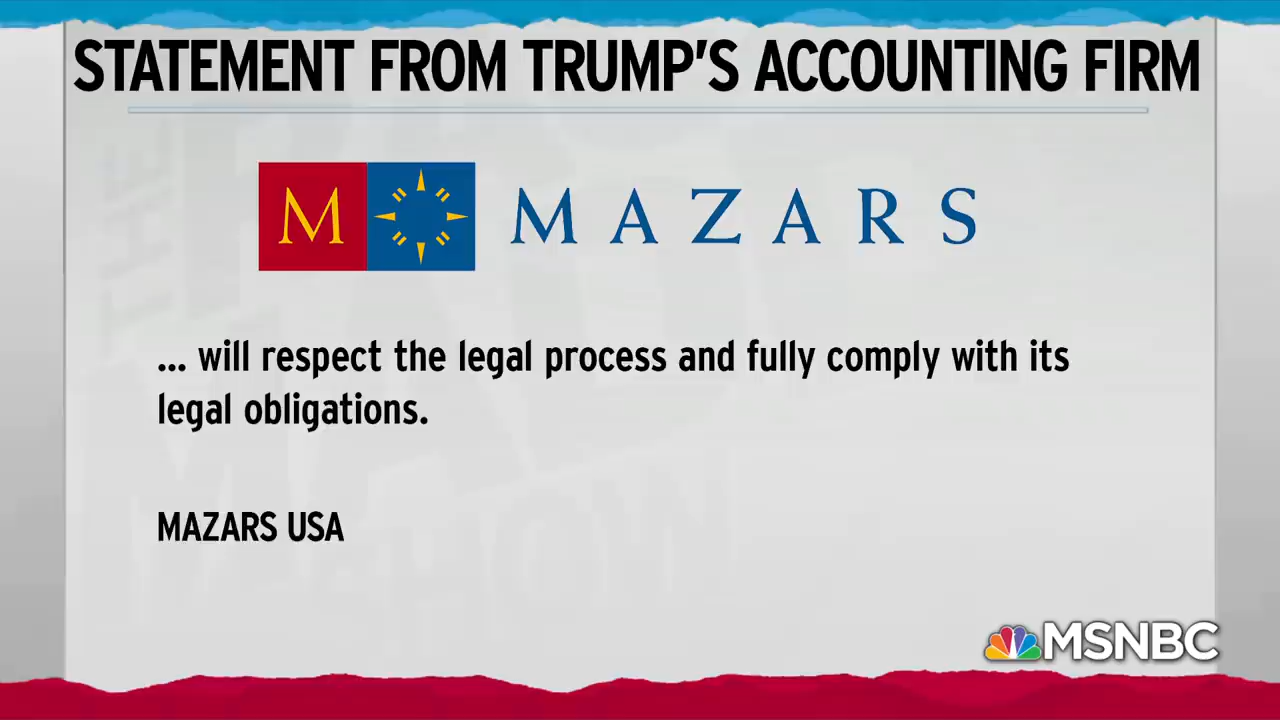 STATEMENT FROM TRUMP'S ACCOUNTING FIRM
M MAZARS
... will respect the legal process and fully comply with its
legal obligations.
MAZARS USA
MSNBC